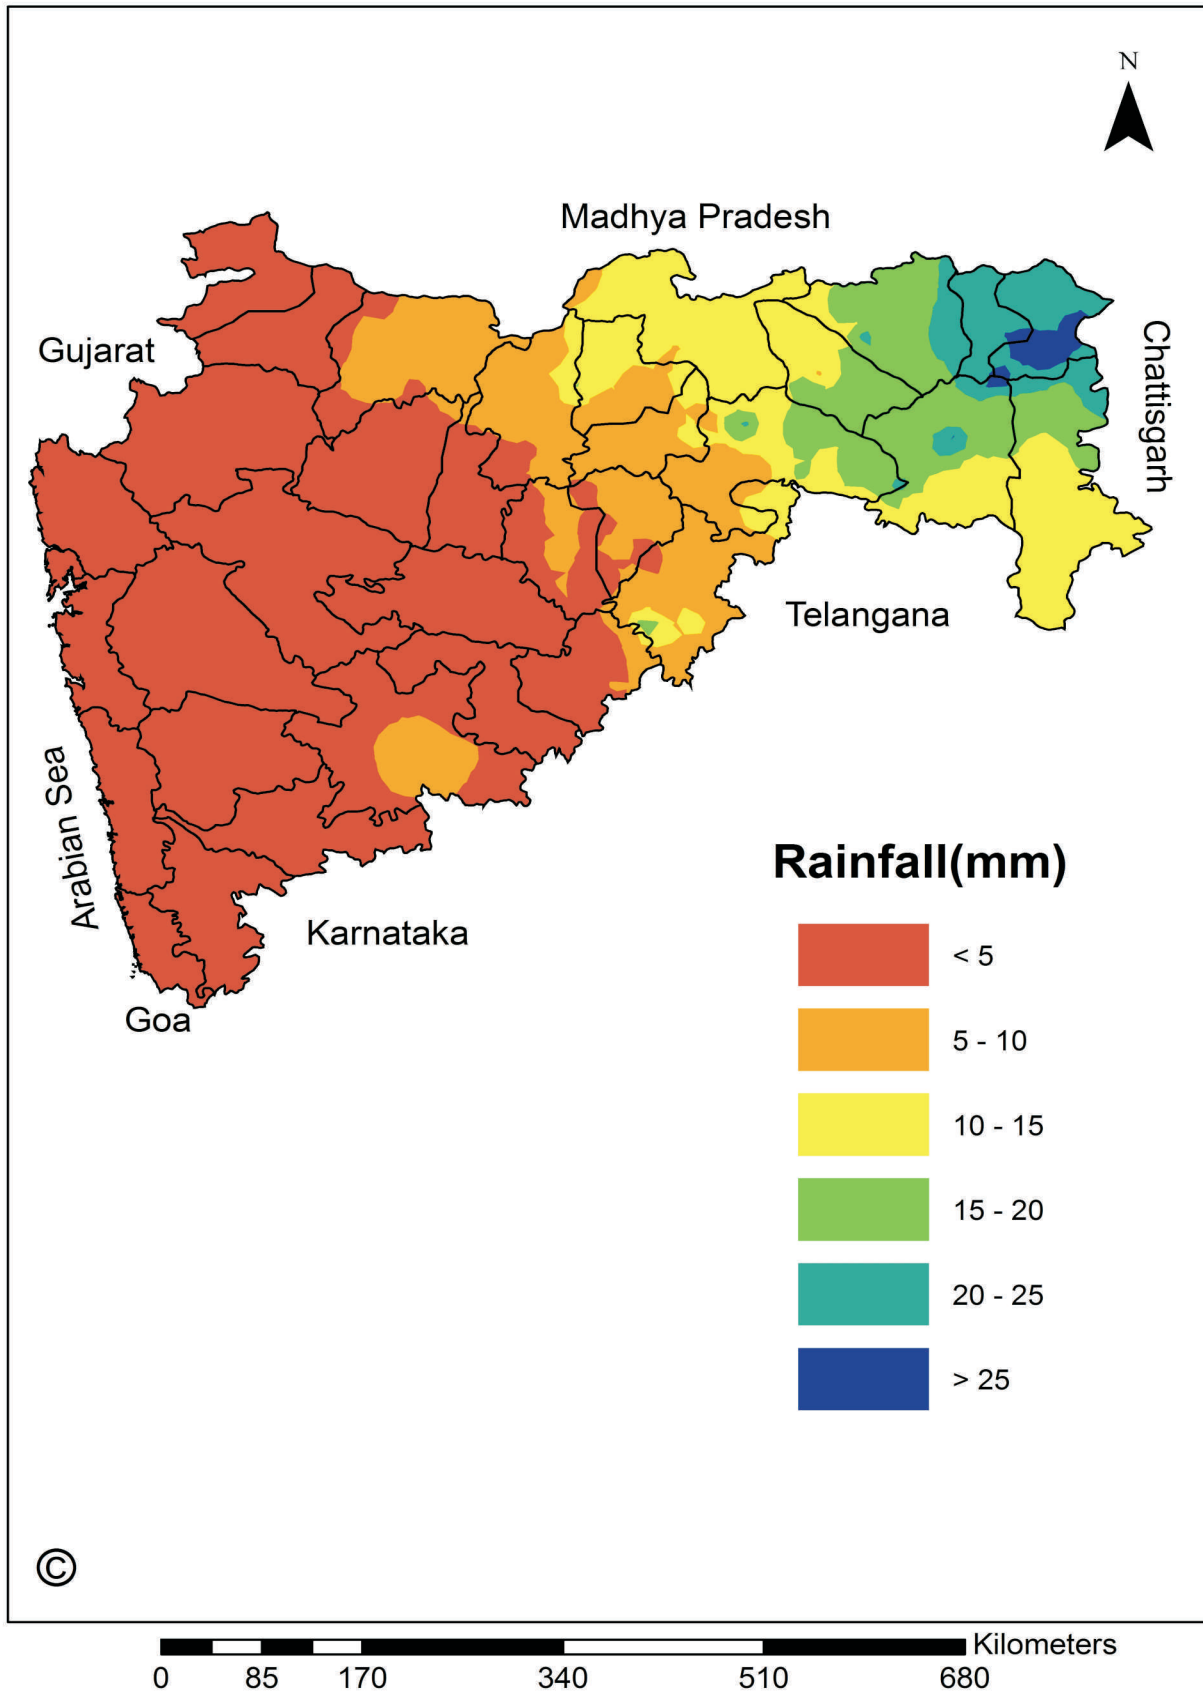 N
Madhya Pradesh
Gujarat
Chattisgarh
Telangana
Arabian Sea
Karnataka
Goa
Rainfall(mm)
< 5
5 - 10
10 - 15
15 - 20
20 - 25
> 25
©
Kilometers
0 85 170 340 510 680